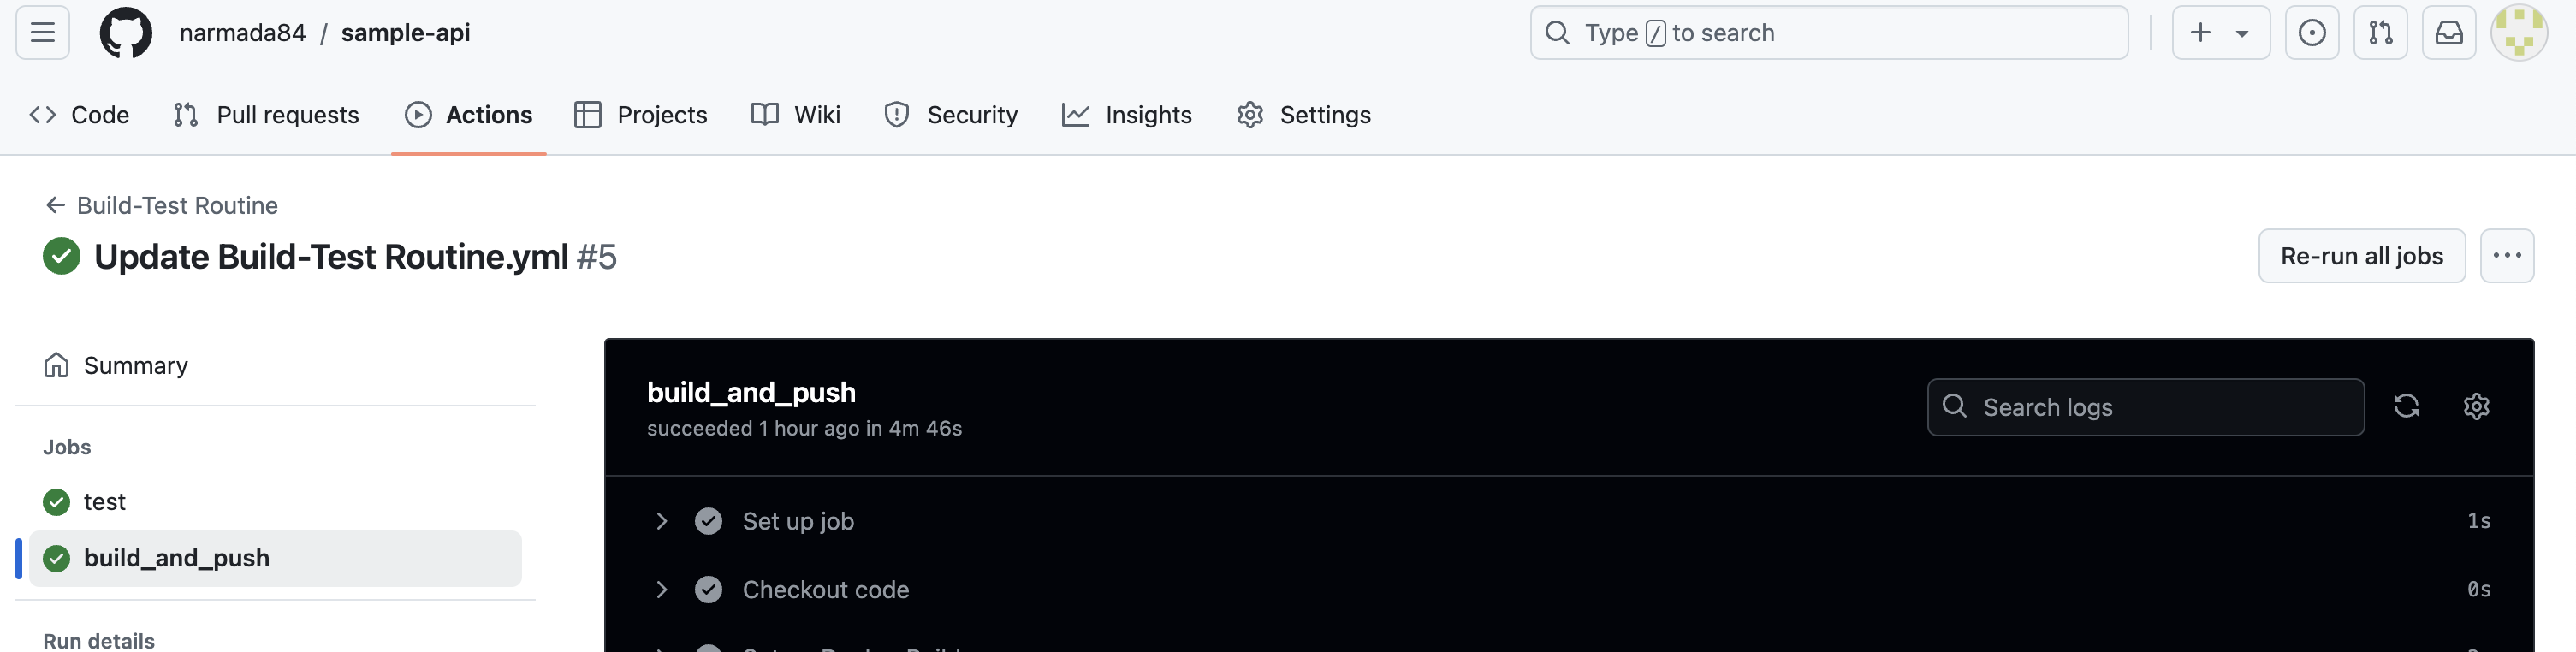 narmada84 / sample-api
Type / to search
Code
Pull requests
Actions
Projects
Wiki
Security
Insights
Settings
Build-Test Routine
Update Build-Test Routine.yml #5
Re-run all jobs
Summary
Jobs
test
build_and_push
Run details
build_and_push
succeeded 1 hour ago in 4m 46s
Search logs
Set up job
1s
Checkout code
0s